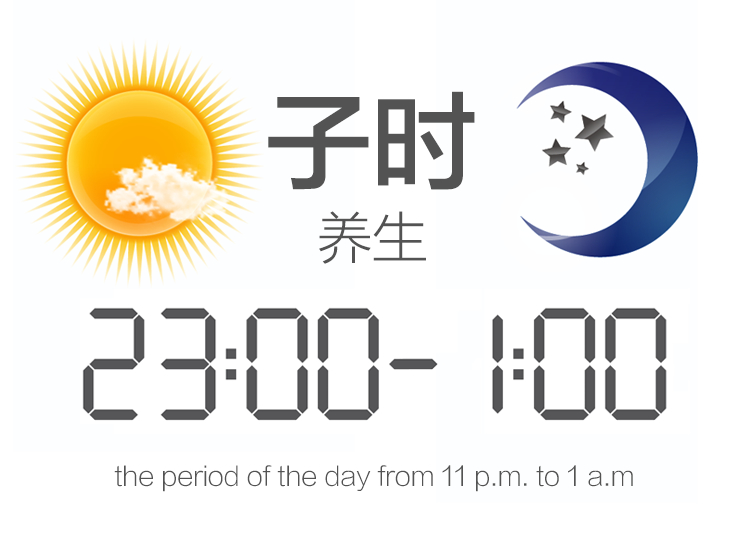 子时
养生
23:00-1:00
the period of the day from 11 p.m. to 1 a.m